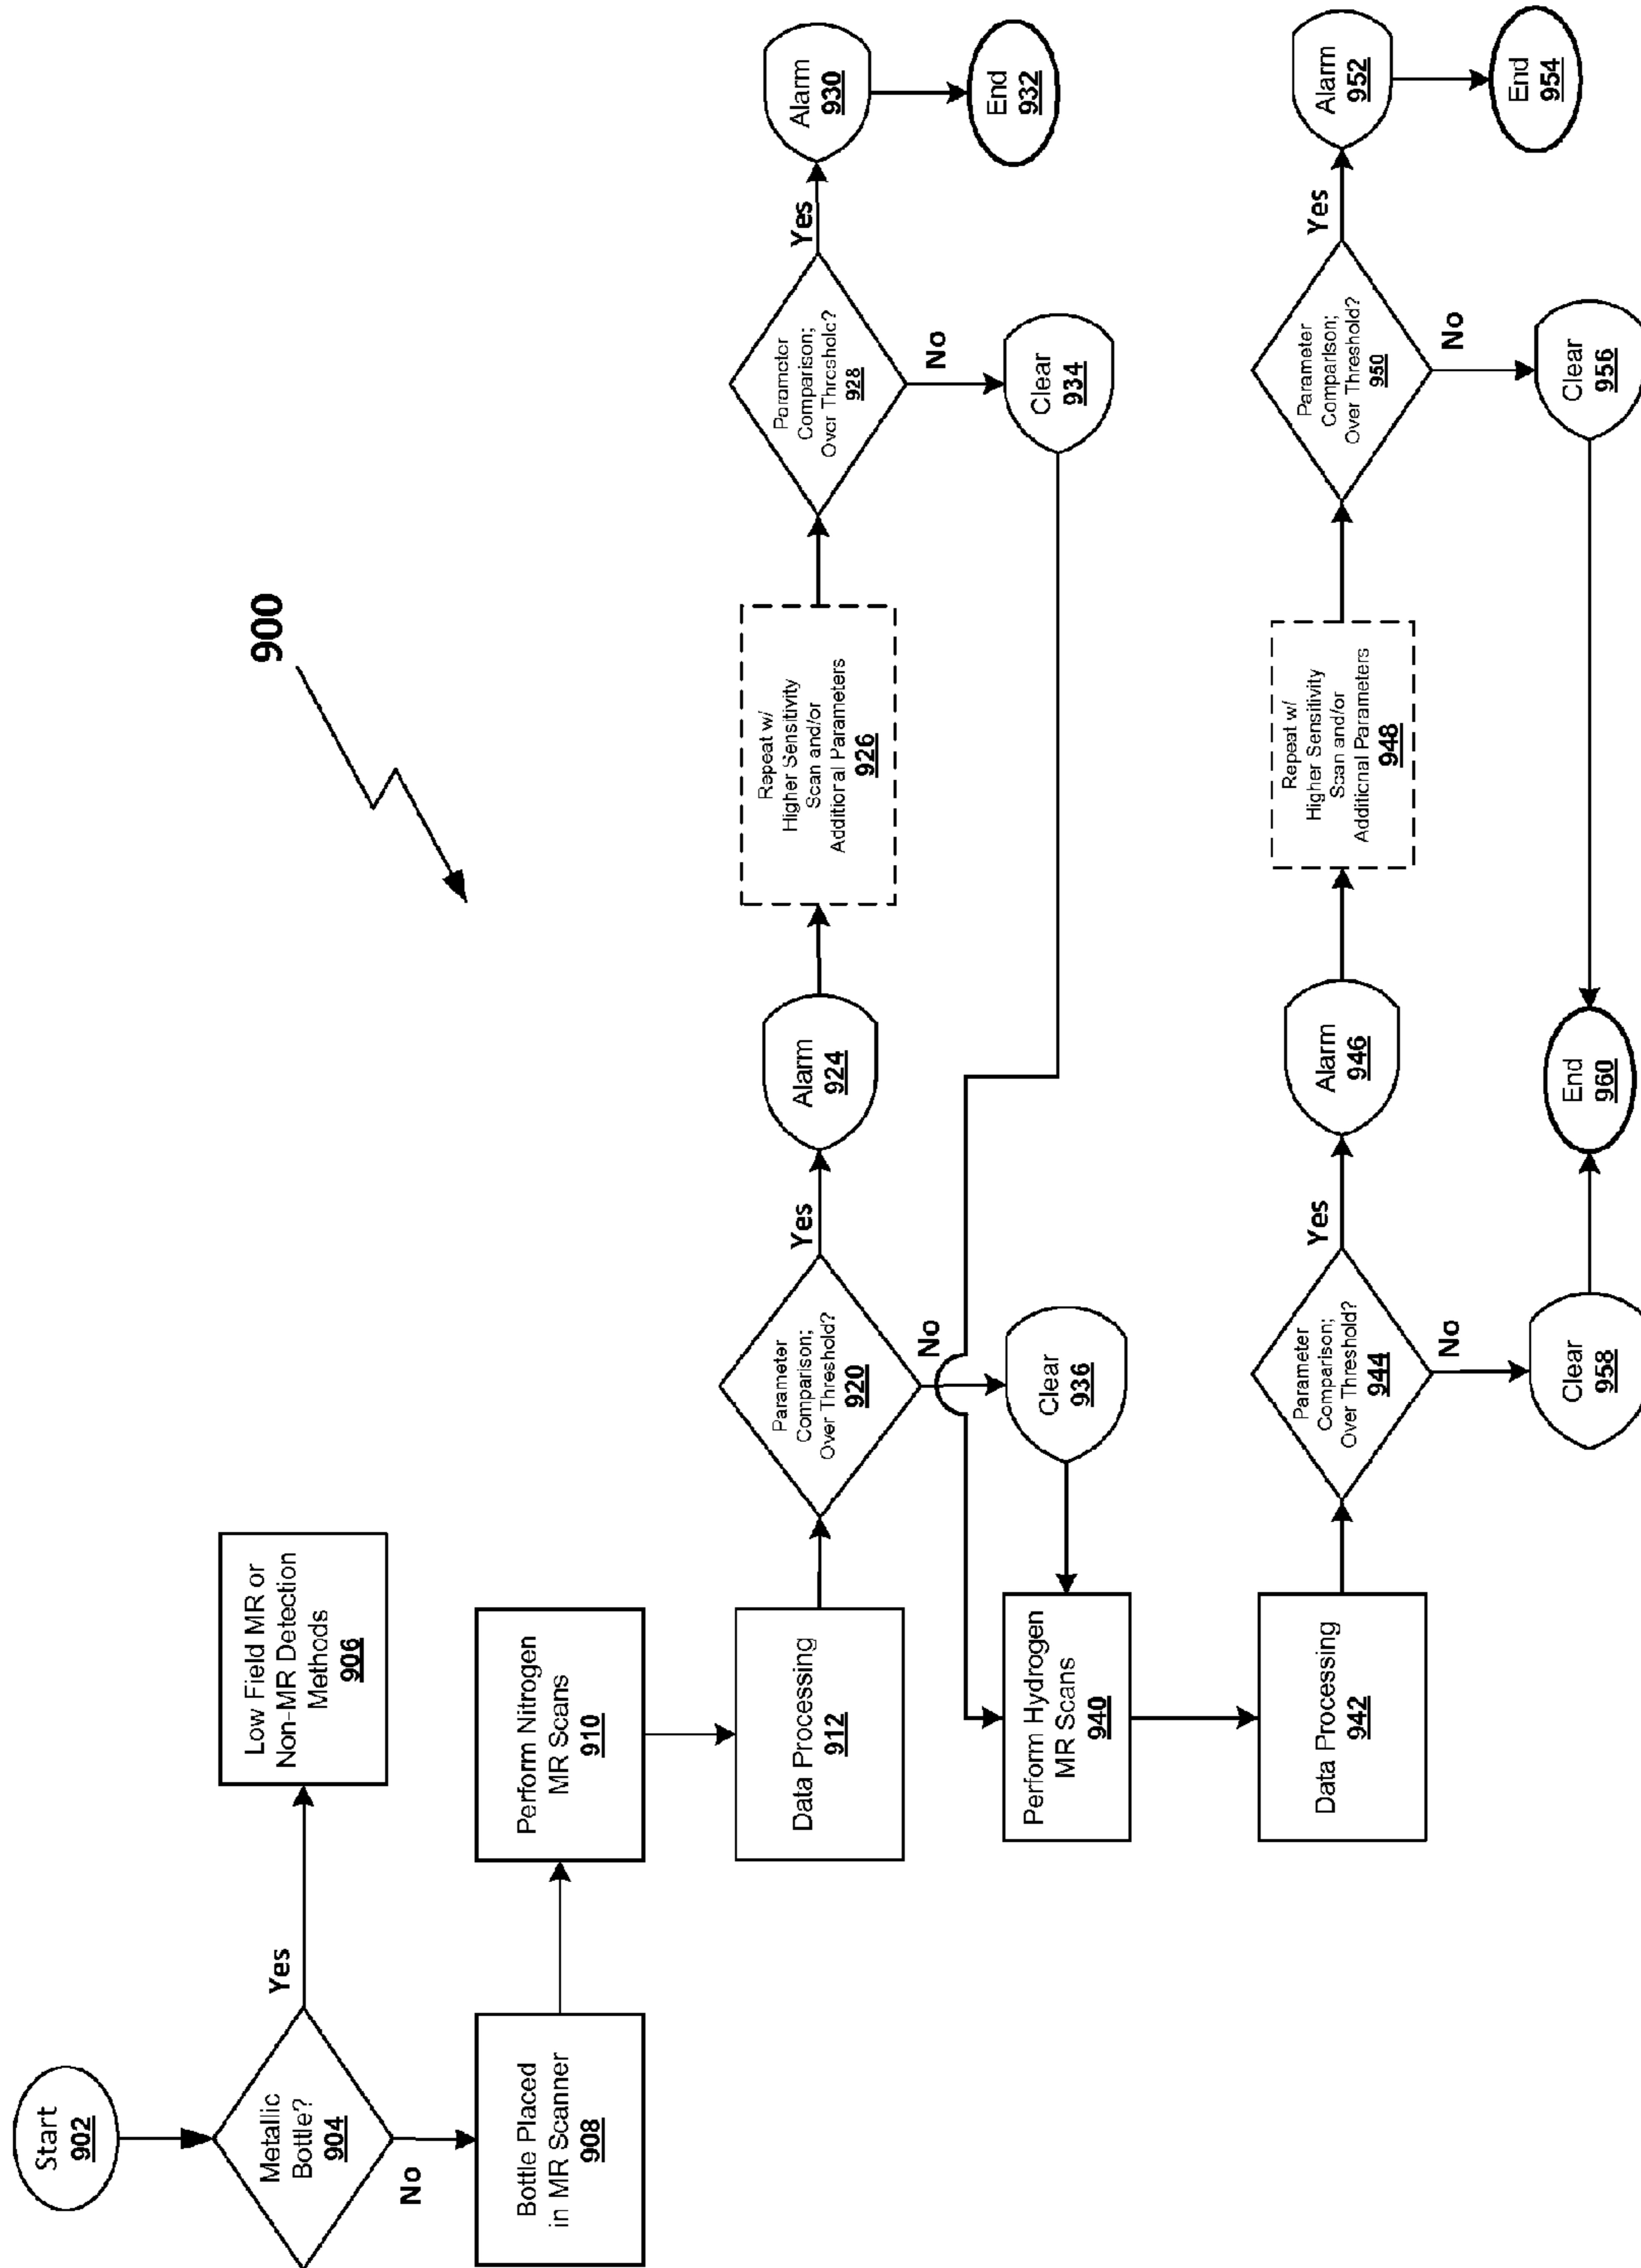 900
Start
902
Metallic
Bottle?
904
Yes
No
Low Field MR or
Non-MR Detection
Methods
906
Bottle Placed
in MR Scanner
908
Perform Nitrogen
MR Scans
910
Data Processing
912
Parameter
Comparison;
Over Threshold?
920
Yes
No
Alarm
924
Repeat w/
Higher Sensitivity
Scan and/or
Additional Parameters
926
Parameter
Comparison;
Over Threshold?
928
Yes
No
Alarm
930
End
932
Clear
934
Clear
936
Perform Hydrogen
MR Scans
940
Data Processing
942
Parameter
Comparison;
Over Threshold?
944
Yes
No
Alarm
946
Repeat w/
Higher Sensitivity
Scan and/or
Additional Parameters
948
Parameter
Comparison;
Over Threshold?
950
Yes
No
Alarm
952
End
954
Clear
956
Clear
958
End
960